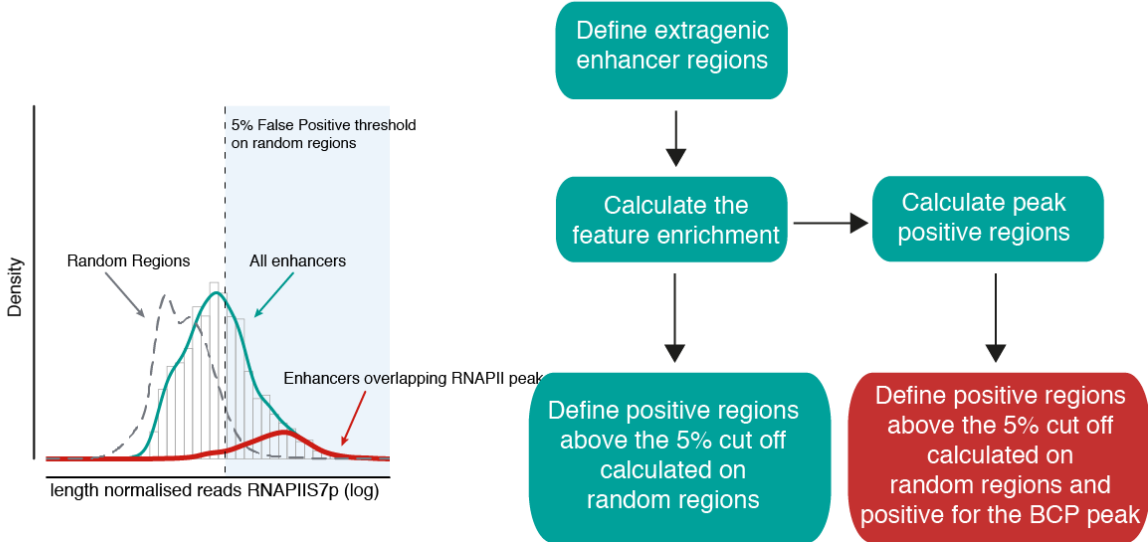 5% False Positive threshold
on random regions
Random Regions
All enhancers
Enhancers overlapping RNAPII peak
Density
length normalised reads RNAPIIS7p (log)
Define extragenic
enhancer regions
Calculate the
feature enrichment
Calculate peak
positive regions
Define positive regions
above the 5% cut off
calculated on
random regions
Define positive regions
above the 5% cut off
calculated on
random regions and
positive for the BCP peak